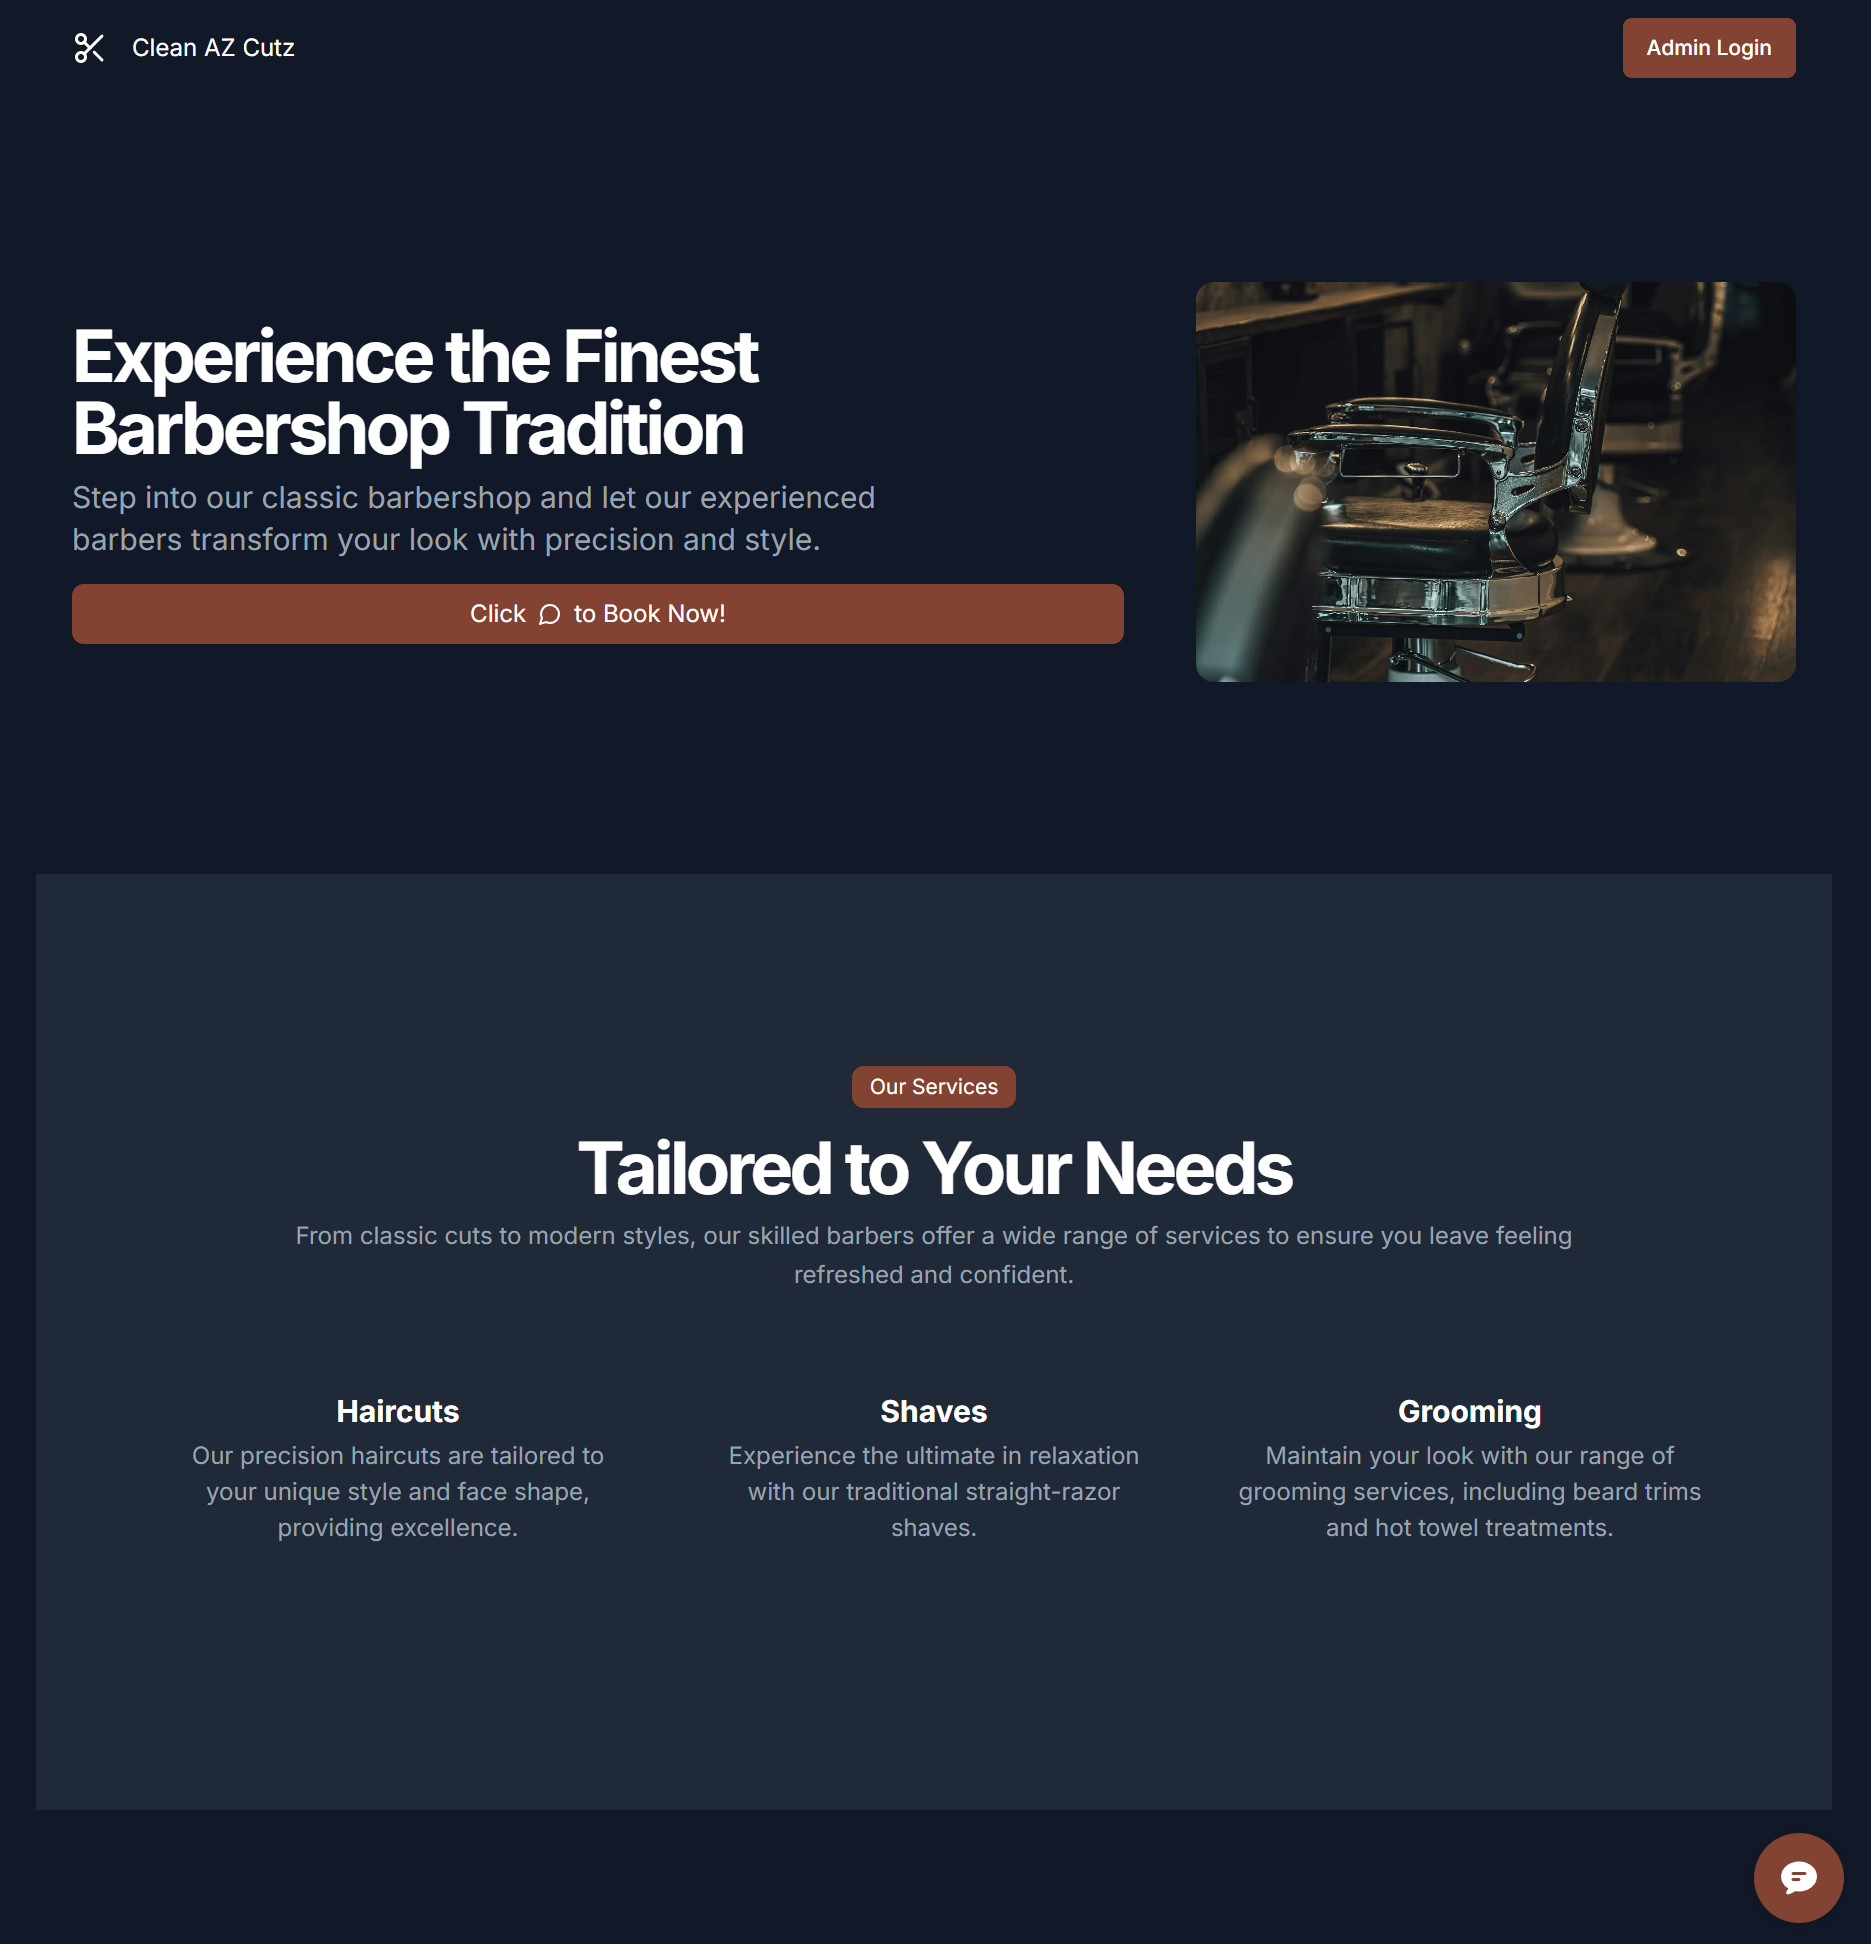 Clean AZ Cutz
Admin Login
Experience the Finest
Barbershop Tradition
Step into our classic barbershop and let our experienced
barbers transform your look with precision and style.
Click to Book Now!
Our Services
Tailored to Your Needs
From classic cuts to modern styles, our skilled barbers offer a wide range of services to ensure you leave feeling
refreshed and confident.
Haircuts
Our precision haircuts are tailored to
your unique style and face shape,
providing excellence.
Shaves
Experience the ultimate in relaxation
with our traditional straight-razor
shaves.
Grooming
Maintain your look with our range of
grooming services, including beard trims
and hot towel treatments.